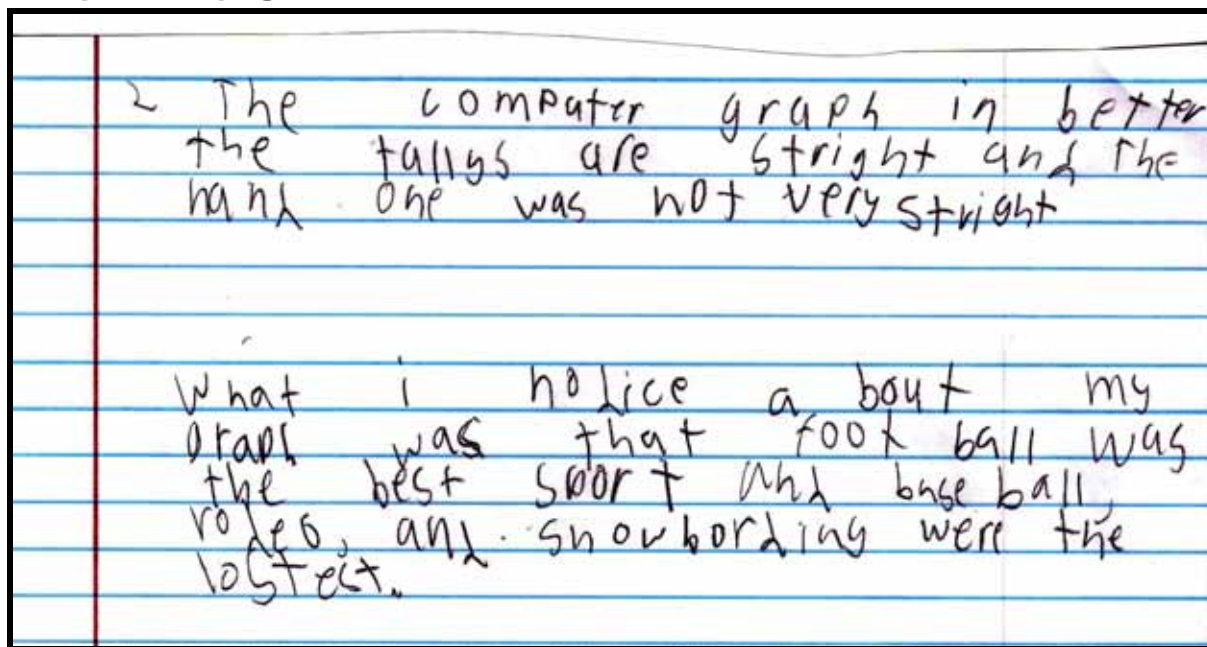 2 The computer graph in better
the tallys are stright and the
hand one was not very stright
What i notice a bout my
graph was that foot ball was
the best sport and base ball,
rodeo, and snowbording were the
lostest.